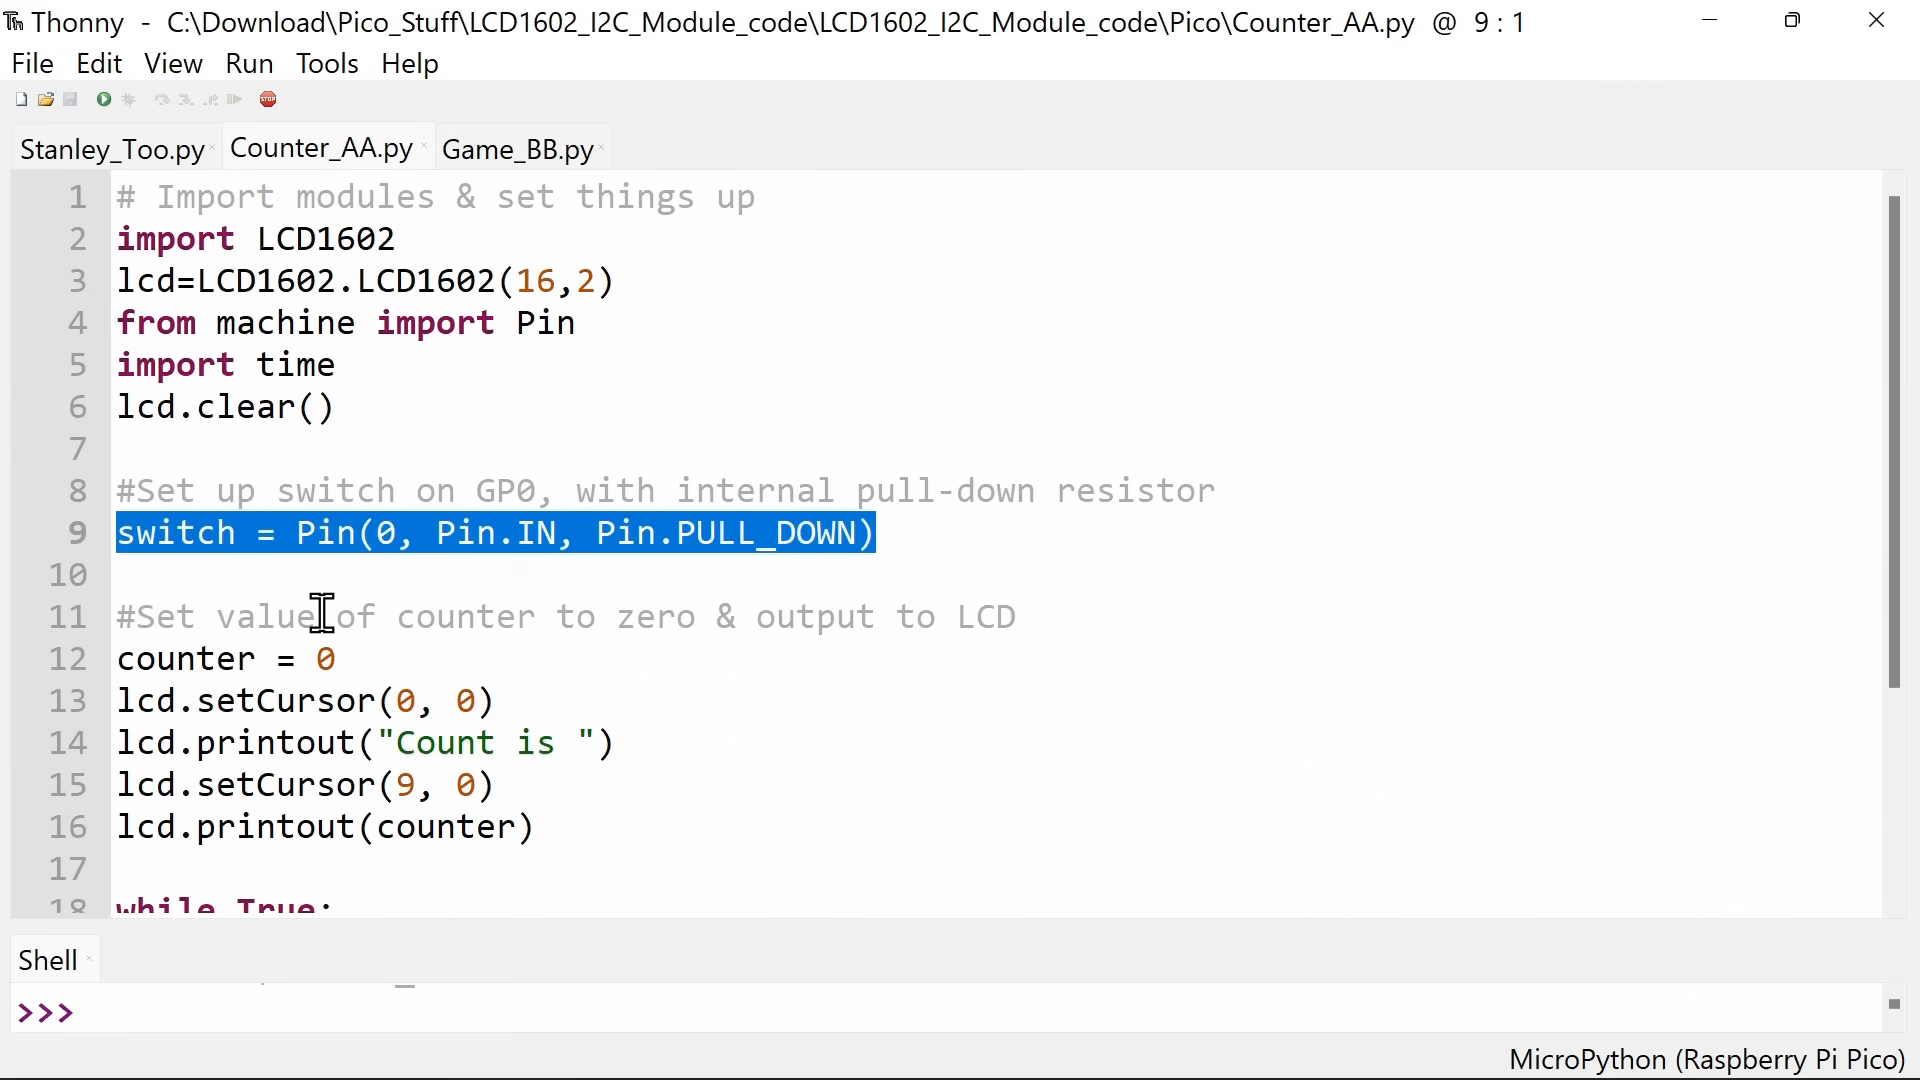 Thonny - C:\Download\Pico_Stuff\LCD1602_I2C_Module_code\LCD1602_I2C_Module_code\Pico\Counter_AA.py @ 9 : 1
File Edit View Run Tools Help
STOP
Stanley_Too.py Counter_AA.py Game_BB.py
1 # Import modules & set things up
2 import LCD1602
3 lcd=LCD1602.LCD1602(16,2)
4 from machine import Pin
5 import time
6 lcd.clear()
7
8 #Set up switch on GP0, with internal pull-down resistor
9 switch = Pin(0, Pin.IN, Pin.PULL_DOWN)
10
11 #Set value of counter to zero & output to LCD
12 counter = 0
13 lcd.setCursor(0, 0)
14 lcd.printout("Count is ")
15 lcd.setCursor(9, 0)
16 lcd.printout(counter)
17
18 while True:
Shell
>>>
MicroPython (Raspberry Pi Pico)